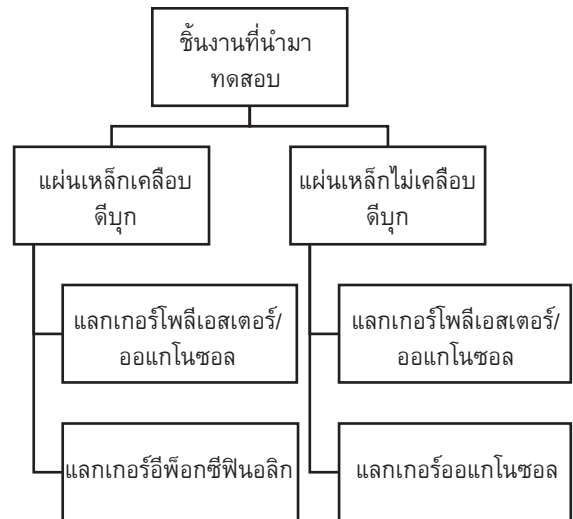 ชิ้นงานที่นำมา
ทดสอบ
แผ่นเหล็กเคลือบ
ดีบุก
แผ่นเหล็กไม่เคลือบ
ดีบุก
แลกเกอร์โพลีเอสเตอร์/
ออแกโนซอล
แลกเกอร์โพลีเอสเตอร์/
ออแกโนซอล
แลกเกอร์อีพ็อกซีฟินอลิก
แลกเกอร์ออแกโนซอล